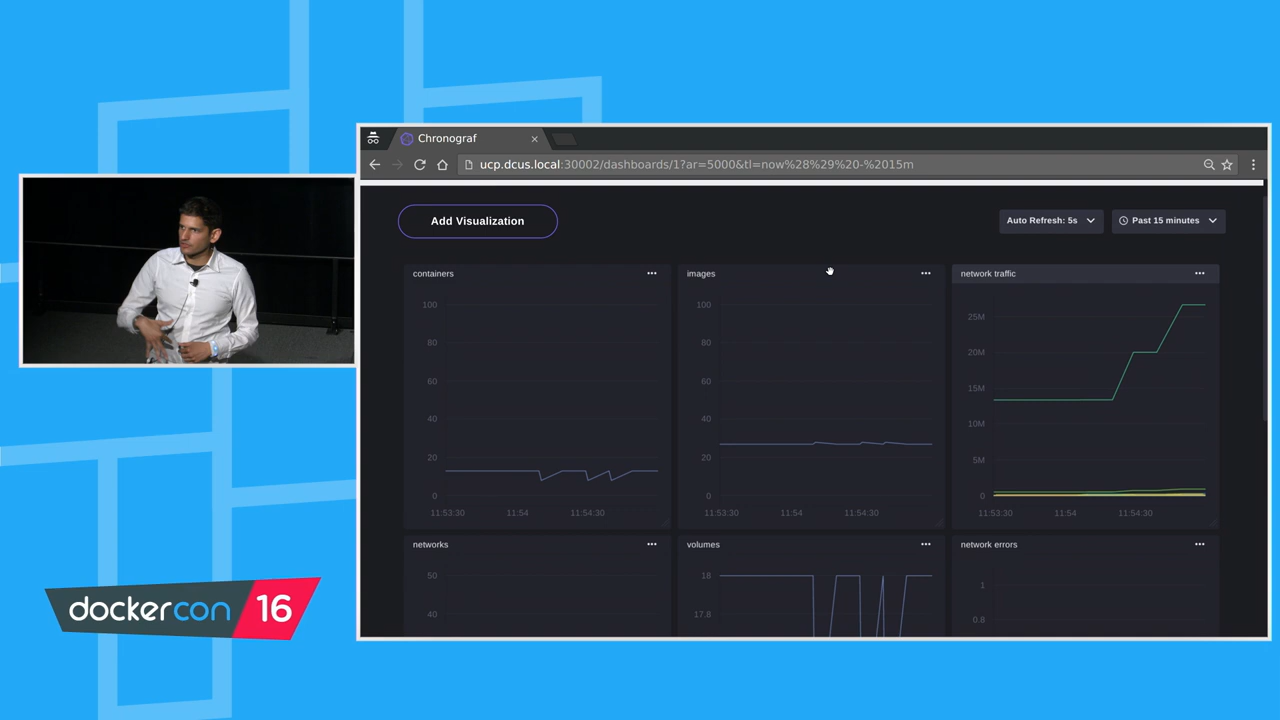 Chronograf
ucp.dcus.local:30002/dashboards/1?ar=5000&tl=now%28%29%20-%2015m
Add Visualization
Auto Refresh: 5s
Past 15 minutes
containers
100
80
60
40
20
0
11:53:30 11:54 11:54:30
images
100
80
60
40
20
0
11:53:30 11:54 11:54:30
network traffic
25M
20M
15M
10M
5M
0
11:53:30 11:54 11:54:30
networks
50
40
volumes
18
17.8
network errors
1
0.8
dockercon 16